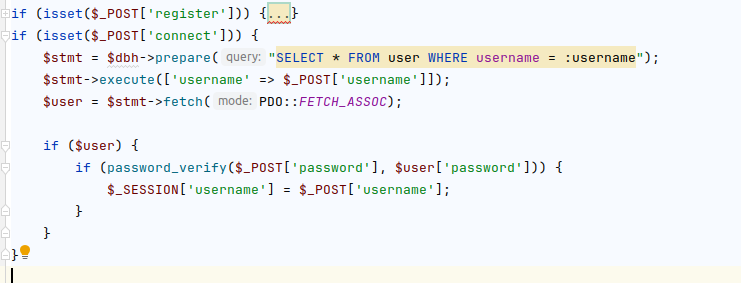 if (isset($_POST['register'])) {...}
if (isset($_POST['connect'])) {
$stmt = $dbh->prepare( query: "SELECT * FROM user WHERE username = :username");
$stmt->execute(['username' => $_POST['username']]);
$user = $stmt->fetch( mode: PDO::FETCH_ASSOC);
if ($user) {
if (password_verify($_POST['password'], $user['password'])) {
$_SESSION['username'] = $_POST['username'];
}
}
}